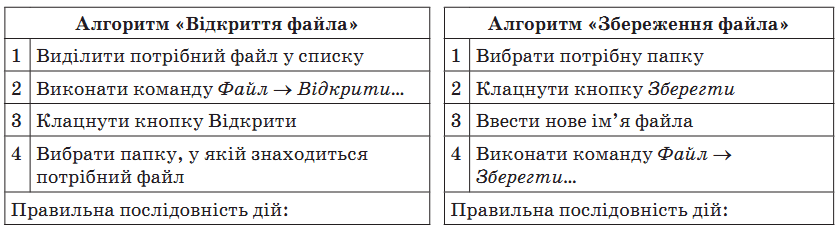 Алгоритм «Відкриття файла»
1 Виділити потрібний файл у списку
2 Виконати команду Файл → Відкрити...
3 Клацнути кнопку Відкрити
4 Вибрати папку, у якій знаходиться
потрібний файл
Правильна послідовність дій:
Алгоритм «Збереження файла»
1 Вибрати потрібну папку
2 Клацнути кнопку Зберегти
3 Ввести нове ім’я файла
4 Виконати команду Файл →
Зберегти...
Правильна послідовність дій: